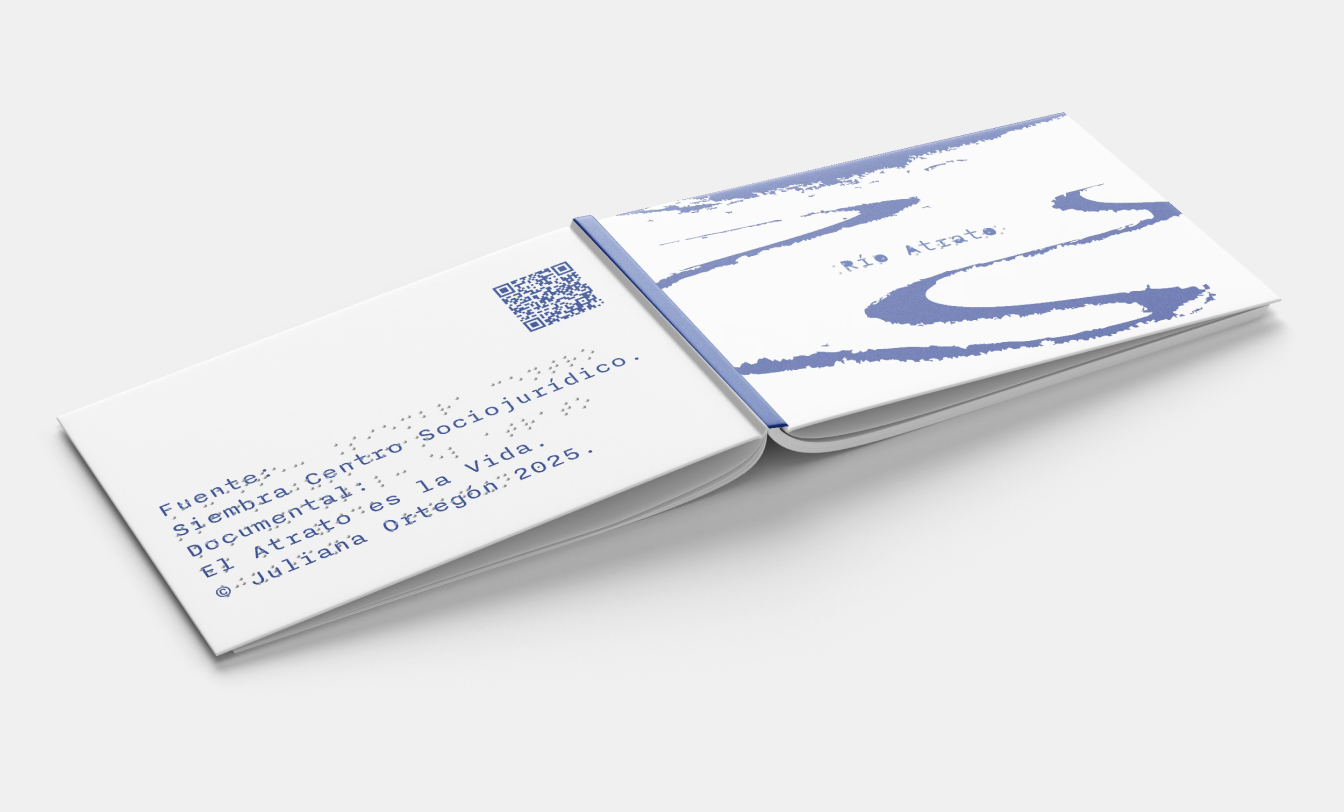 Fuente:
Siembra Centro Sociojurídico.
Documental:
El Atrato es la Vida.
© Juliana Ortegón 2025.
Río Atrato